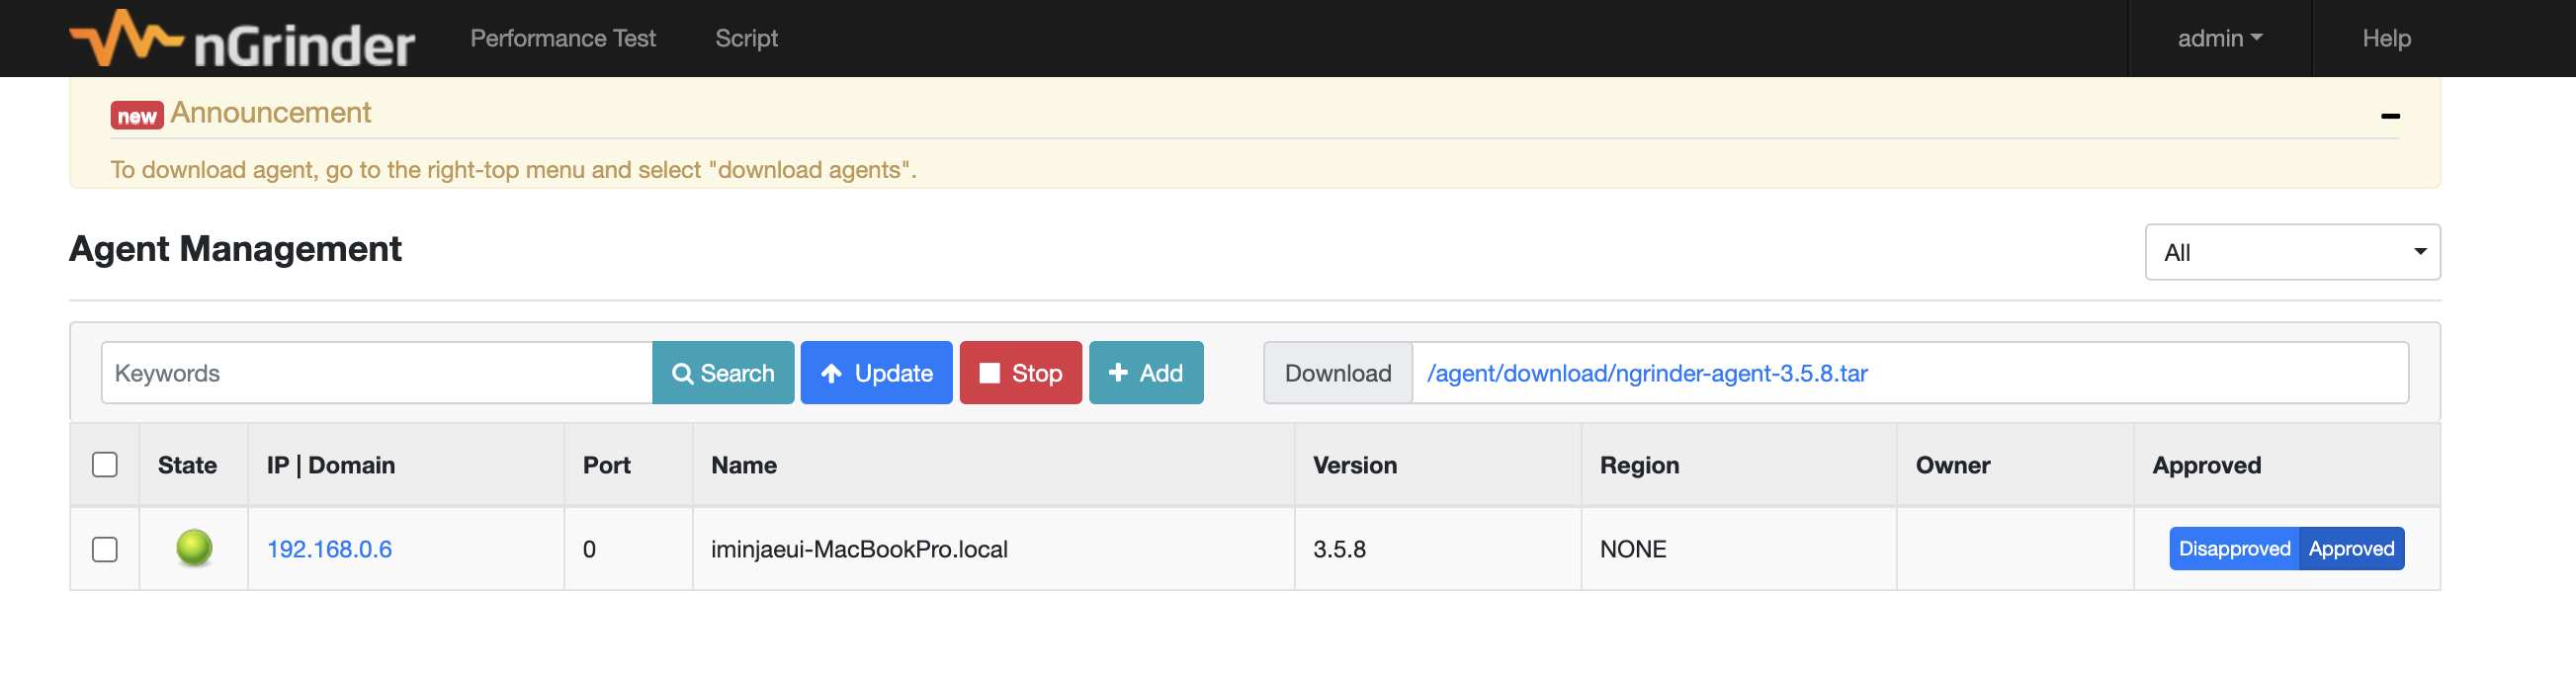 nGrinder Performance Test Script admin Help
new Announcement
To download agent, go to the right-top menu and select "download agents".
Agent Management All
Keywords Search Update Stop Add Download /agent/download/ngrinder-agent-3.5.8.tar
State IP | Domain Port Name Version Region Owner Approved
192.168.0.6 0 iminjaeui-MacBookPro.local 3.5.8 NONE Disapproved Approved